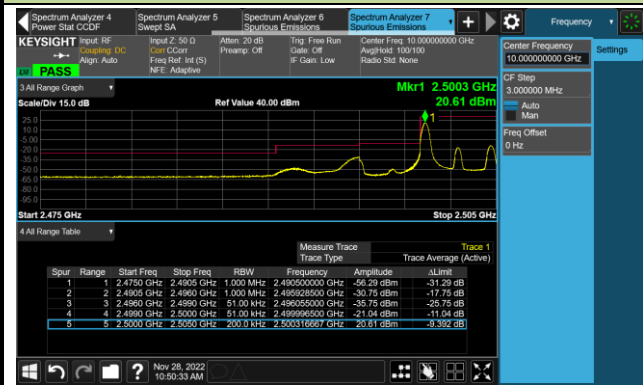 Spectrum Analyzer 4 Spectrum Analyzer 5 Spectrum Analyzer 6 Spectrum Analyzer 7 Frequency
Power Stat CCDF Swept SA Spurious Emissions Spurious Emissions
KEYSIGHT Input: RF Input Z: 50 Ω Atten: 20 dB Trig: Free Run Center Freq: 10.000000000 GHz
Coupling: DC Corr CCorr Preamp: Off Gate: Off Avg|Hold: 100/100
Align: Auto Freq Ref: Int (S) IF Gain: Low Radio Std: None
NFE: Adaptive
PASS
Center Frequency Settings
10.00000000 GHz
CF Step
3.000000 MHz
Auto
Man
Freq Offset
0 Hz
3 All Range Graph Mkr1 2.5003 GHz
Scale/Div 15.0 dB Ref Value 40.00 dBm 20.61 dBm
1
25.0
10.0
-5.00
-20.0
-35.0
-50.0
-65.0
-80.0
-95.0
Start 2.475 GHz Stop 2.505 GHz
4 All Range Table
Measure Trace Trace 1
Trace Type Trace Average (Active)
Spur Range Start Freq Stop Freq RBW Frequency Amplitude ΔLimit
1 1 2.4750 GHz 2.4905 GHz 1.000 MHz 2.490500000 GHz -56.29 dBm -31.29 dB
2 2 2.4905 GHz 2.4960 GHz 1.000 MHz 2.495928500 GHz -30.75 dBm -17.75 dB
3 3 2.4960 GHz 2.4990 GHz 51.00 kHz 2.496055000 GHz -35.75 dBm -25.75 dB
4 4 2.4990 GHz 2.5000 GHz 51.00 kHz 2.499996500 GHz -21.04 dBm -11.04 dB
5 5 2.5000 GHz 2.5050 GHz 200.0 kHz 2.500316667 GHz 20.61 dBm -9.392 dB
Nov 28, 2022
10:50:33 AM